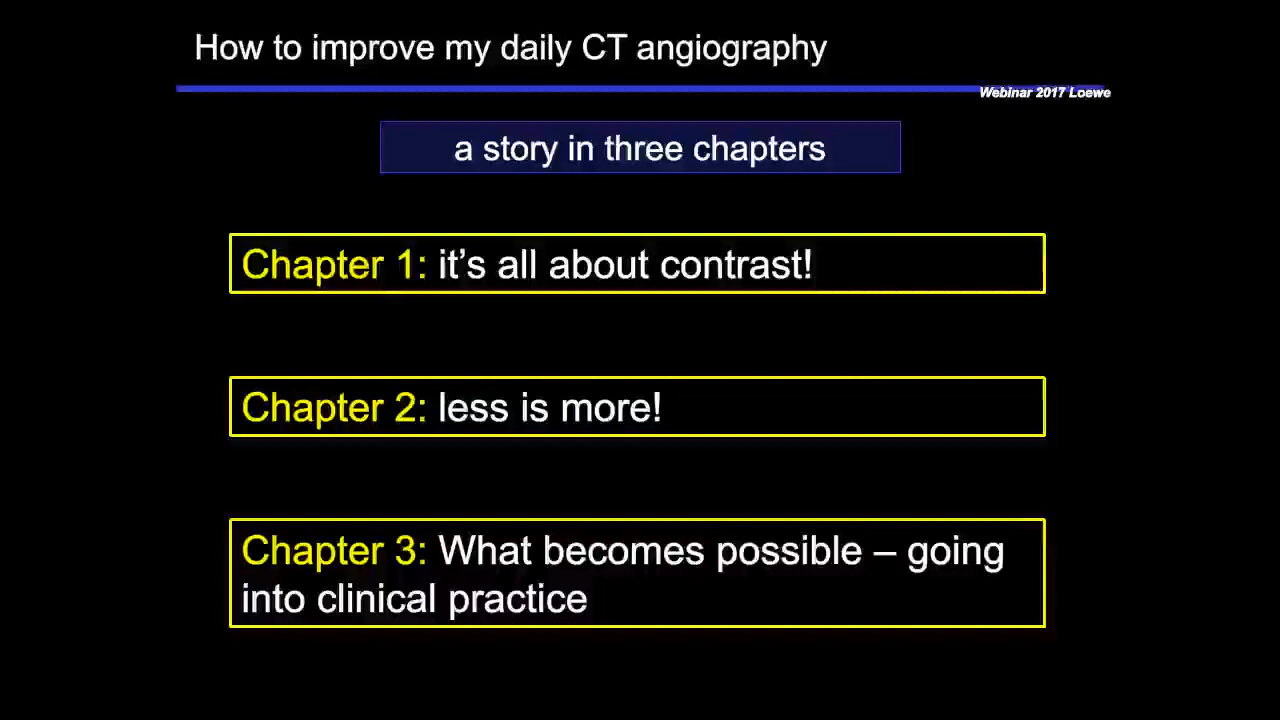 How to improve my daily CT angiography
Webinar 2017 Loewe
a story in three chapters
Chapter 1: it’s all about contrast!
Chapter 2: less is more!
Chapter 3: What becomes possible – going
into clinical practice